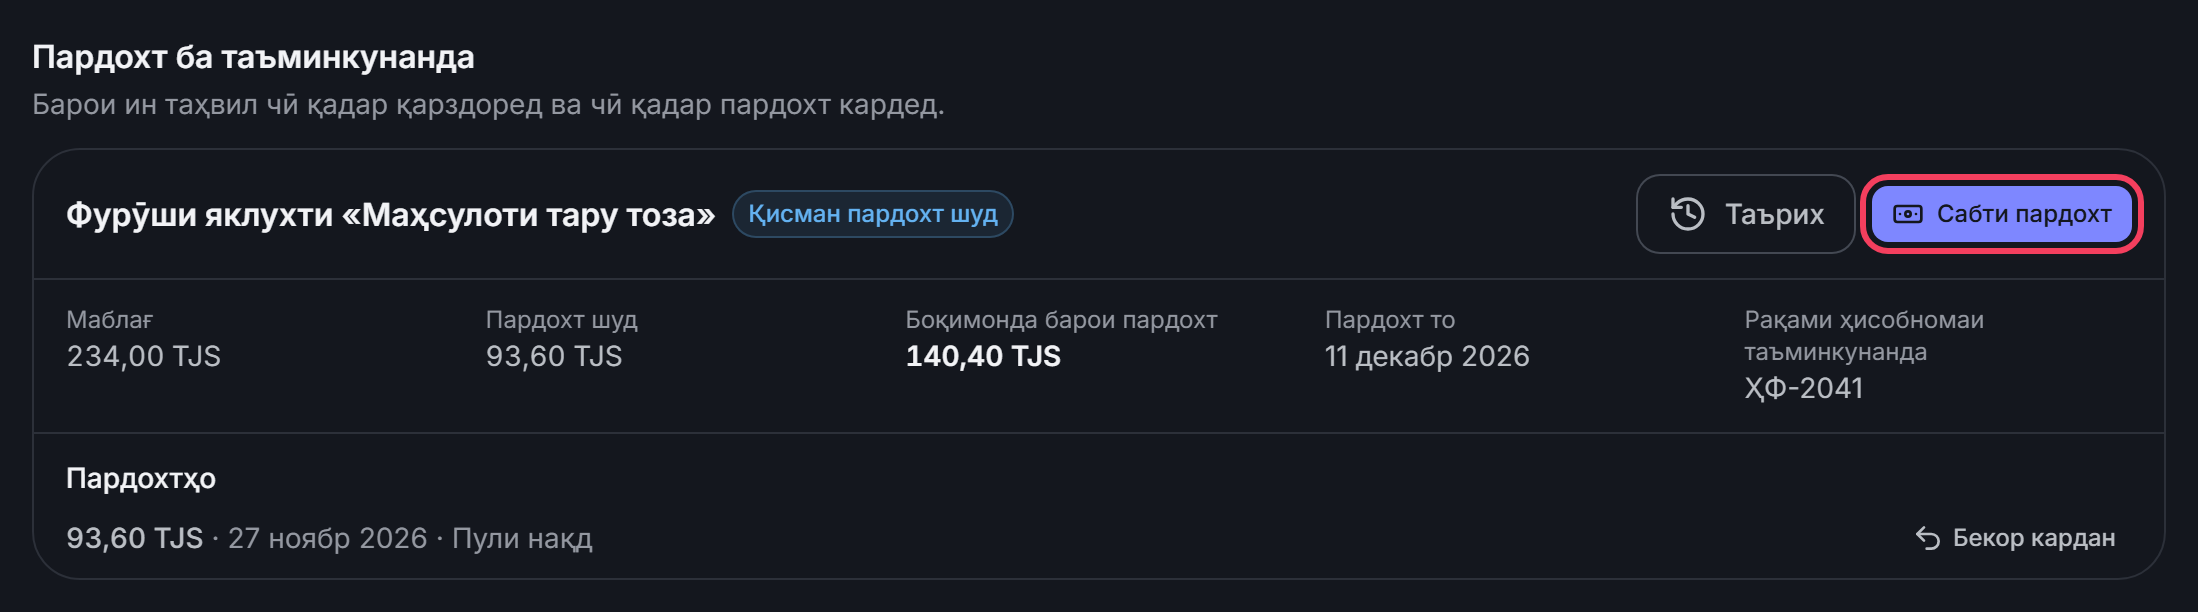 Пардохт ба таъминкунанда
Барои ин таҳвил чӣ қадар қарздоред ва чӣ қадар пардохт кардед.
Фурӯши яклухти «Маҳсулоти тару тоза»
Қисман пардохт шуд
Таърих
Сабти пардохт
Маблағ
234,00 TJS
Пардохт шуд
93,60 TJS
Боқимонда барои пардохт
140,40 TJS
Пардохт то
11 декабр 2026
Рақами ҳисобномаи
таъминкунанда
ҲФ-2041
Пардохтҳо
93,60 TJS · 27 ноябр 2026 · Пули нақд
Бекор кардан